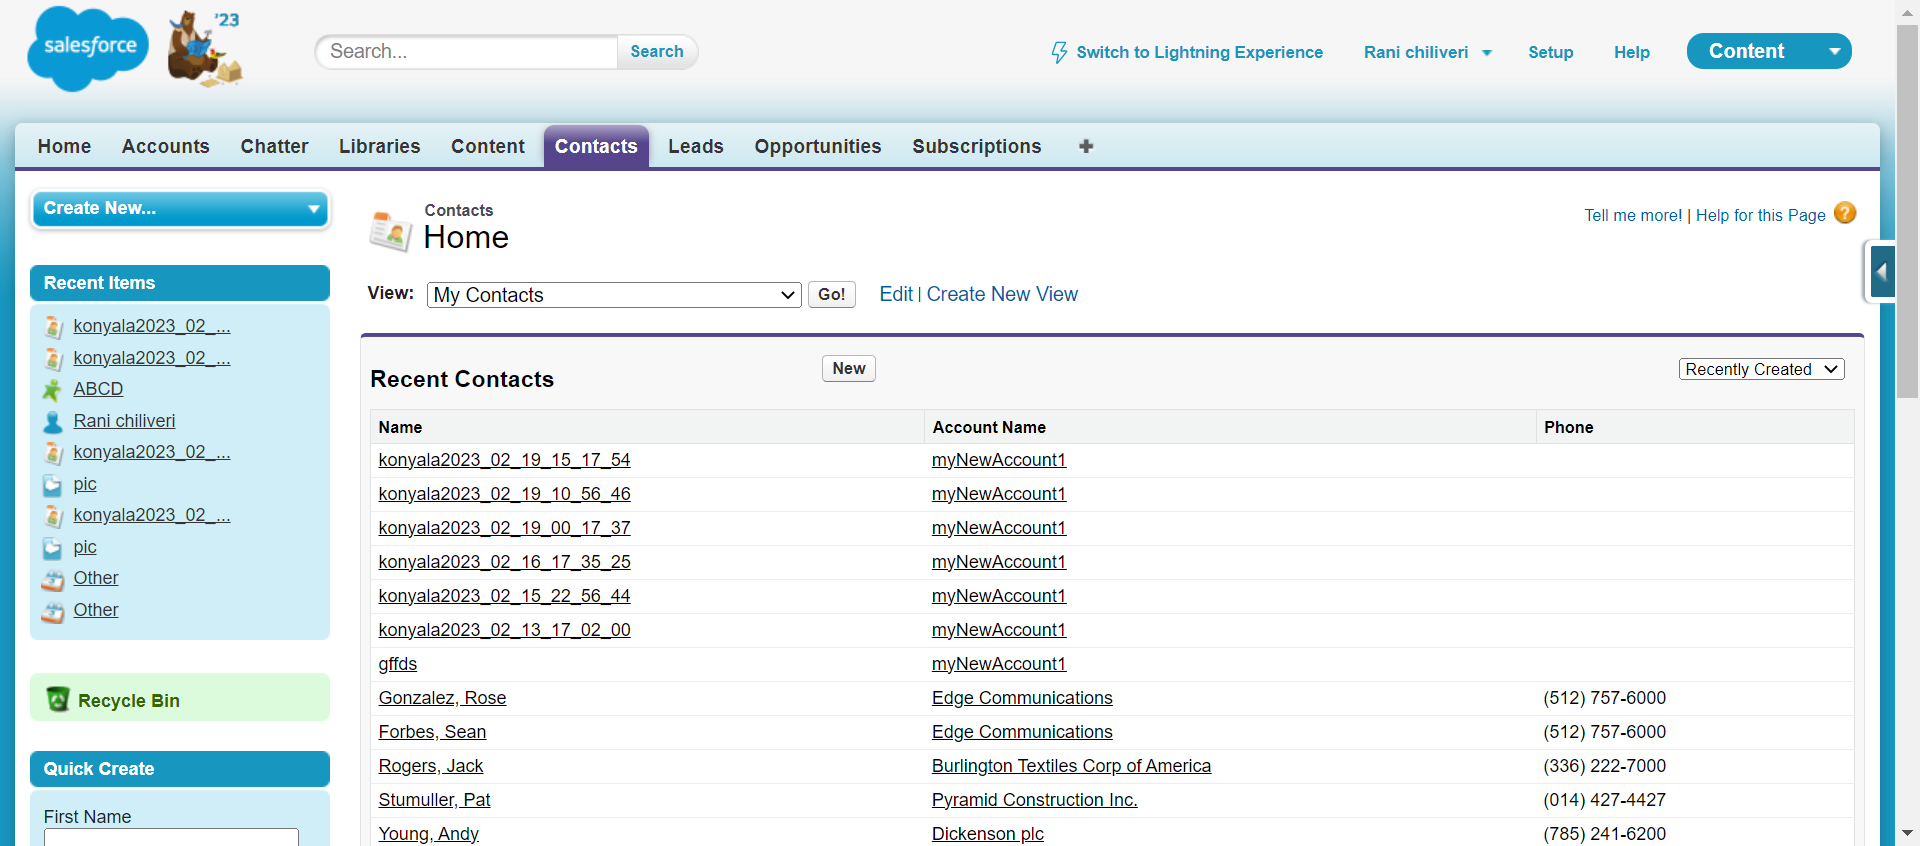 salesforce
'23
Search...
Search
Switch to Lightning Experience
Rani chiliveri
Setup
Help
Content
Home
Accounts
Chatter
Libraries
Content
Contacts
Leads
Opportunities
Subscriptions
Create New...
Recent Items
konyala2023_02_...
konyala2023_02_...
ABCD
Rani chiliveri
konyala2023_02_...
pic
konyala2023_02_...
pic
Other
Other
Recycle Bin
Quick Create
First Name
Contacts
Home
Tell me more! | Help for this Page
View: My Contacts Go! Edit | Create New View
Recent Contacts New Recently Created
Name Account Name Phone
konyala2023_02_19_15_17_54 myNewAccount1
konyala2023_02_19_10_56_46 myNewAccount1
konyala2023_02_19_00_17_37 myNewAccount1
konyala2023_02_16_17_35_25 myNewAccount1
konyala2023_02_15_22_56_44 myNewAccount1
konyala2023_02_13_17_02_00 myNewAccount1
gffds myNewAccount1
Gonzalez, Rose Edge Communications (512) 757-6000
Forbes, Sean Edge Communications (512) 757-6000
Rogers, Jack Burlington Textiles Corp of America (336) 222-7000
Stumuller, Pat Pyramid Construction Inc. (014) 427-4427
Young, Andy Dickenson plc (785) 241-6200